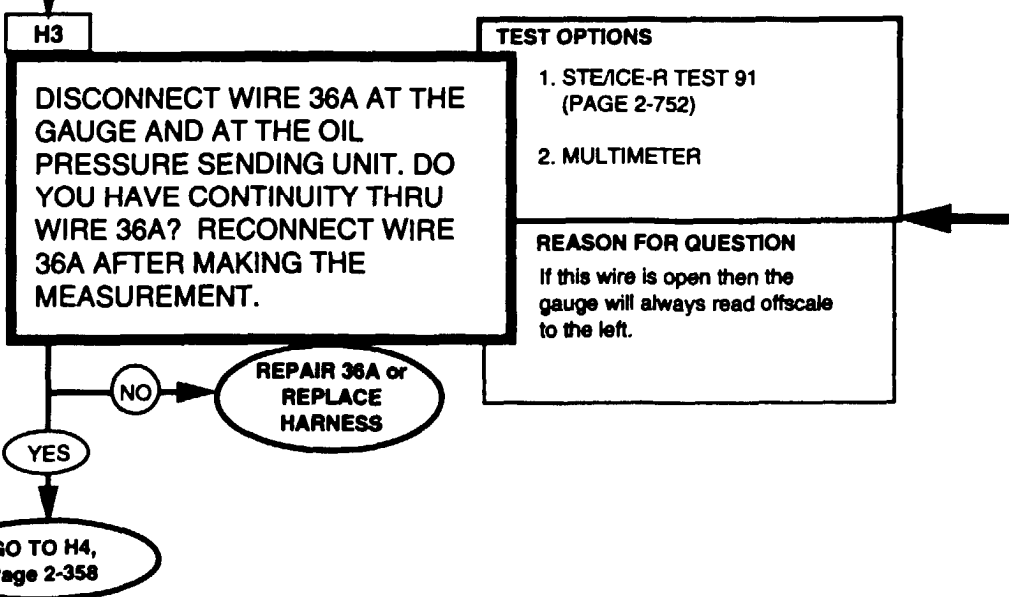 H3
DISCONNECT WIRE 36A AT THE
GAUGE AND AT THE OIL
PRESSURE SENDING UNIT. DO
YOU HAVE CONTINUITY THRU
WIRE 36A? RECONNECT WIRE
36A AFTER MAKING THE
MEASUREMENT.
TEST OPTIONS
1. STE/ICE-R TEST 91
(PAGE 2-752)
2. MULTIMETER
REASON FOR QUESTION
If this wire is open then the
gauge will always read offscale
to the left.
NO
REPAIR 36A or
REPLACE
HARNESS
YES
GO TO H4,
Page 2-358